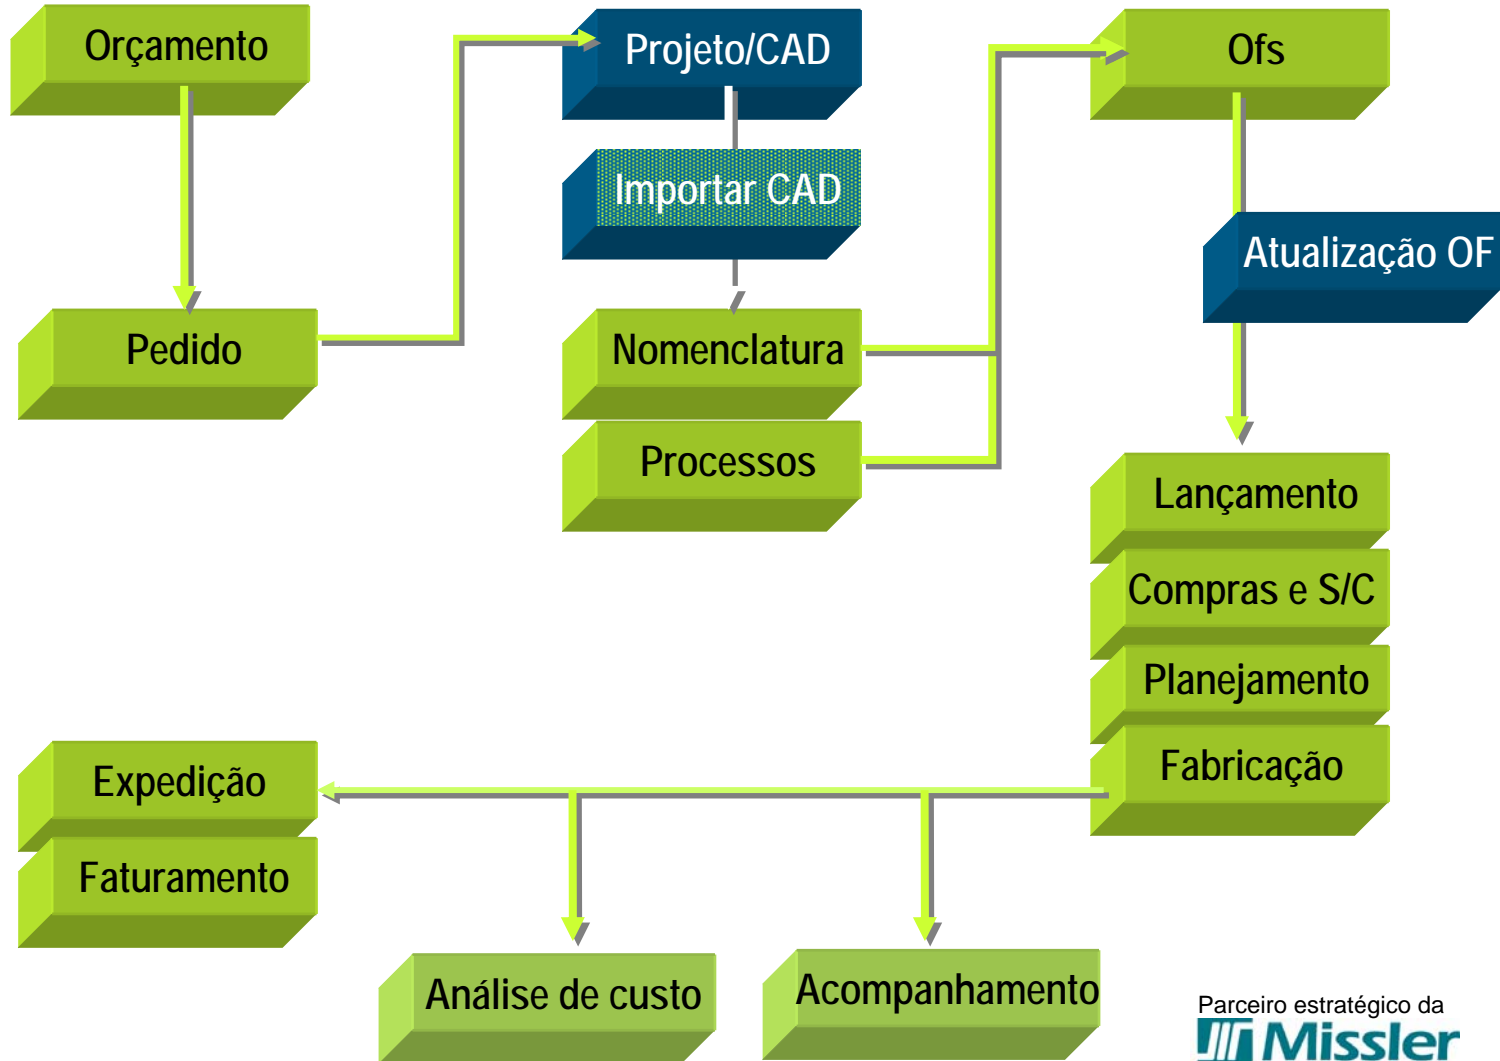 Orçamento
Projeto/CAD
Ofs
Importar CAD
Atualização OF
Pedido
Nomenclatura
Processos
Lançamento
Compras e S/C
Planejamento
Fabricação
Expedição
Faturamento
Análise de custo
Acompanhamento
Parceiro estratégico da
Missler